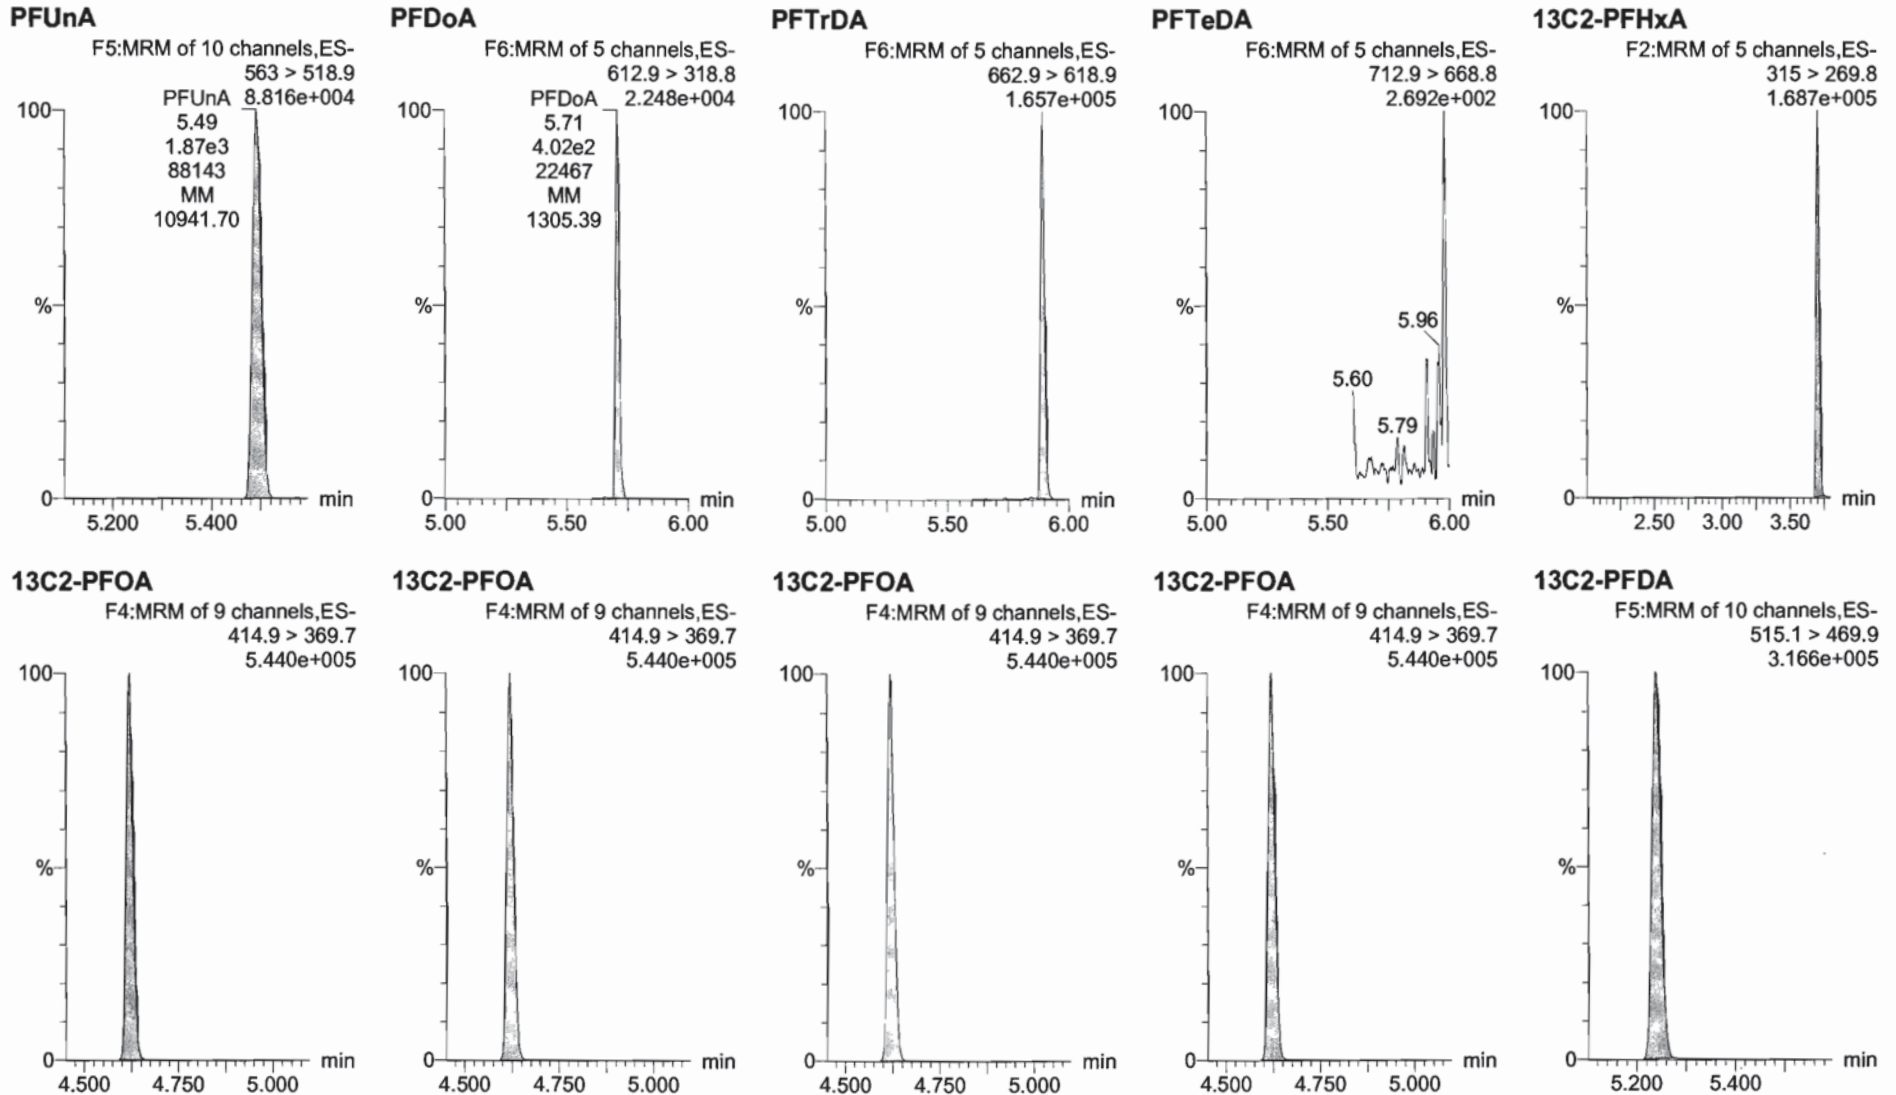 PFUnA
F5:MRM of 10 channels,ES-
563 > 518.9
PFUnA 8.816e+004
5.49
1.87e3
88143
MM
10941.70
100
%
0
5.200 5.400 min
PFDoA
F6:MRM of 5 channels,ES-
612.9 > 318.8
PFDoA 2.248e+004
5.71
4.02e2
22467
MM
1305.39
100
%
0
5.00 5.50 6.00 min
PFTrDA
F6:MRM of 5 channels,ES-
662.9 > 618.9
1.657e+005
100
%
0
5.00 5.50 6.00 min
PFTeDA
F6:MRM of 5 channels,ES-
712.9 > 668.8
2.692e+002
100
%
5.96
5.60
5.79
0
5.00 5.50 6.00 min
13C2-PFHxA
F2:MRM of 5 channels,ES-
315 > 269.8
1.687e+005
100
%
0
2.50 3.00 3.50 min
13C2-PFOA
F4:MRM of 9 channels,ES-
414.9 > 369.7
5.440e+005
100
%
0
4.500 4.750 5.000 min
13C2-PFOA
F4:MRM of 9 channels,ES-
414.9 > 369.7
5.440e+005
100
%
0
4.500 4.750 5.000 min
13C2-PFOA
F4:MRM of 9 channels,ES-
414.9 > 369.7
5.440e+005
100
%
0
4.500 4.750 5.000 min
13C2-PFOA
F4:MRM of 9 channels,ES-
414.9 > 369.7
5.440e+005
100
%
0
4.500 4.750 5.000 min
13C2-PFDA
F5:MRM of 10 channels,ES-
515.1 > 469.9
3.166e+005
100
%
0
5.200 5.400 min